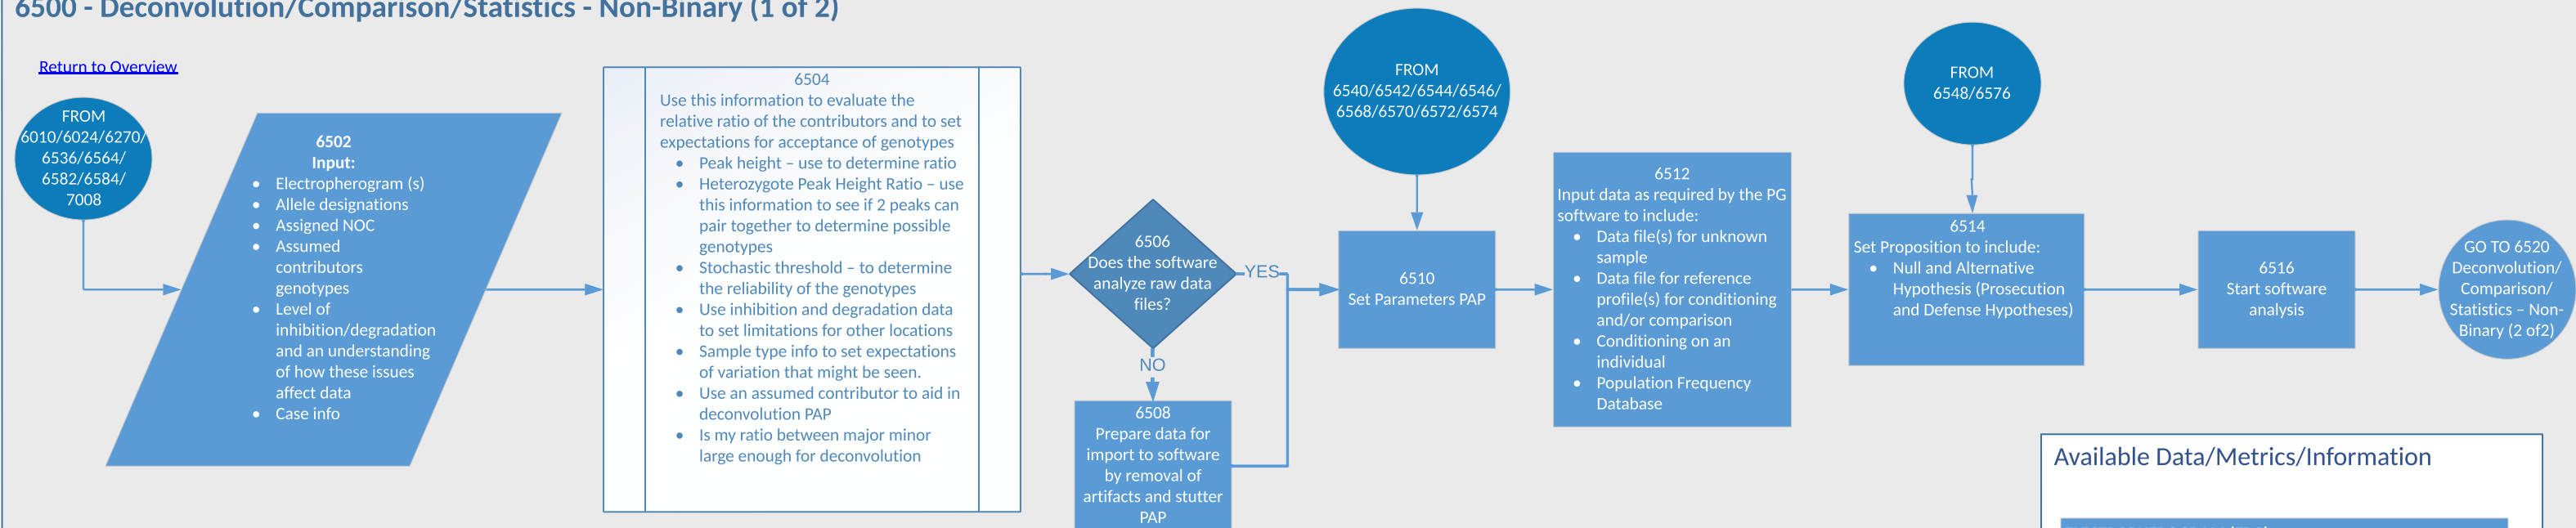 6500 - Deconvolution/Comparison/Statistics - Non-Binary (1 of 2)
Return to Overview
FROM
6010/6024/6270/
6536/6564/
6582/6584/
7008
6502
Input:
• Electropherogram (s)
• Allele designations
• Assigned NOC
• Assumed
contributors
genotypes
• Level of
inhibition/degradation
and an understanding
of how these issues
affect data
• Case info
6504
Use this information to evaluate the
relative ratio of the contributors and to set
expectations for acceptance of genotypes
• Peak height – use to determine ratio
• Heterozygote Peak Height Ratio – use
this information to see if 2 peaks can
pair together to determine possible
genotypes
• Stochastic threshold – to determine
the reliability of the genotypes
• Use inhibition and degradation data
to set limitations for other locations
• Sample type info to set expectations
of variation that might be seen.
• Use an assumed contributor to aid in
deconvolution PAP
• Is my ratio between major minor
large enough for deconvolution
6506
Does the software
analyze raw data
files?
YES
NO
6508
Prepare data for
import to software
by removal of
artifacts and stutter
PAP
FROM
6540/6542/6544/6546/
6568/6570/6572/6574
6510
Set Parameters PAP
6512
Input data as required by the PG
software to include:
• Data file(s) for unknown
sample
• Data file for reference
profile(s) for conditioning
and/or comparison
• Conditioning on an
individual
• Population Frequency
Database
FROM
6548/6576
6514
Set Proposition to include:
• Null and Alternative
Hypothesis (Prosecution
and Defense Hypotheses)
6516
Start software
analysis
GO TO 6520
Deconvolution/
Comparison/
Statistics – Non-
Binary (2 of2)
Available Data/Metrics/Information